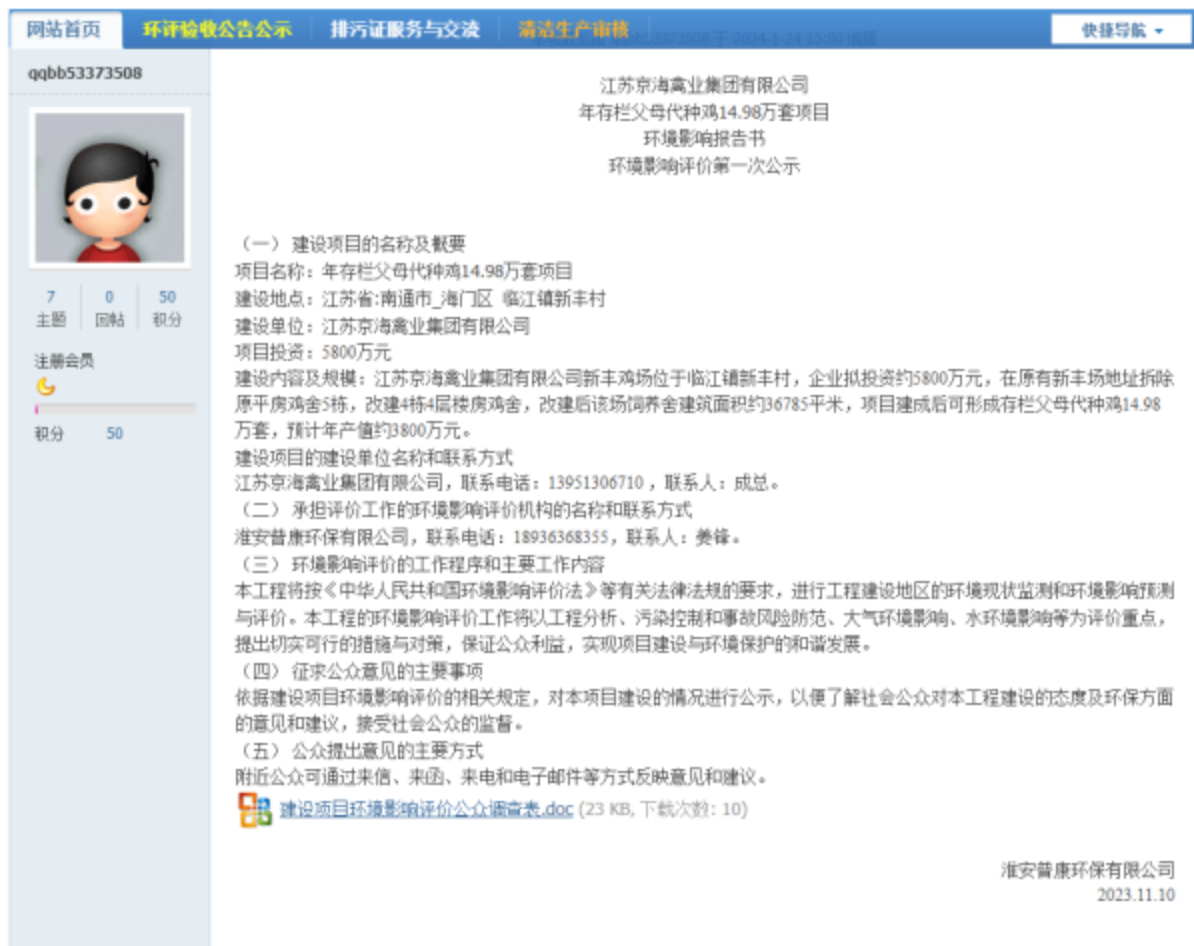 网站首页 环评验收公告公示 排污证服务与交流 清洁生产审核 快捷导航
qqbb53373508
7 0 50
主题 回帖 积分
注册会员
积分 50
江苏京海禽业集团有限公司
年存栏父母代种鸡14.98万套项目
环境影响报告书
环境影响评价第一次公示
（一） 建设项目的名称及概要
项目名称：年存栏父母代种鸡14.98万套项目
建设地点：江苏省:南通市_海门区 临江镇新丰村
建设单位：江苏京海禽业集团有限公司
项目投资：5800万元
建设内容及规模：江苏京海禽业集团有限公司新丰鸡场位于临江镇新丰村，企业拟投资约5800万元，在原有新丰场地址拆除
原平房鸡舍5栋，改建4栋4层楼房鸡舍，改建后该场饲养舍建筑面积约36785平米，项目建成后可形成存栏父母代种鸡14.98
万套，预计年产值约3800万元。
建设项目的建设单位名称和联系方式
江苏京海禽业集团有限公司，联系电话：13951306710 ，联系人：成总。
（二） 承担评价工作的环境影响评价机构的名称和联系方式
淮安普康环保有限公司，联系电话：18936368355，联系人：姜锋。
（三） 环境影响评价的工作程序和主要工作内容
本工程将按《中华人民共和国环境影响评价法》等有关法律法规的要求，进行工程建设地区的环境现状监测和环境影响预测
与评价。本工程的环境影响评价工作将以工程分析、污染控制和事故风险防范、大气环境影响、水环境影响等为评价重点，
提出切实可行的措施与对策，保证公众利益，实现项目建设与环境保护的和谐发展。
（四） 征求公众意见的主要事项
依据建设项目环境影响评价的相关规定，对本项目建设的情况进行公示，以便了解社会公众对本工程建设的态度及环保方面
的意见和建议，接受社会公众的监督。
（五） 公众提出意见的主要方式
附近公众可通过来信、来函、来电和电子邮件等方式反映意见和建议。
建设项目环境影响评价公众调查表.doc (23 KB, 下载次数: 10)
淮安普康环保有限公司
2023.11.10